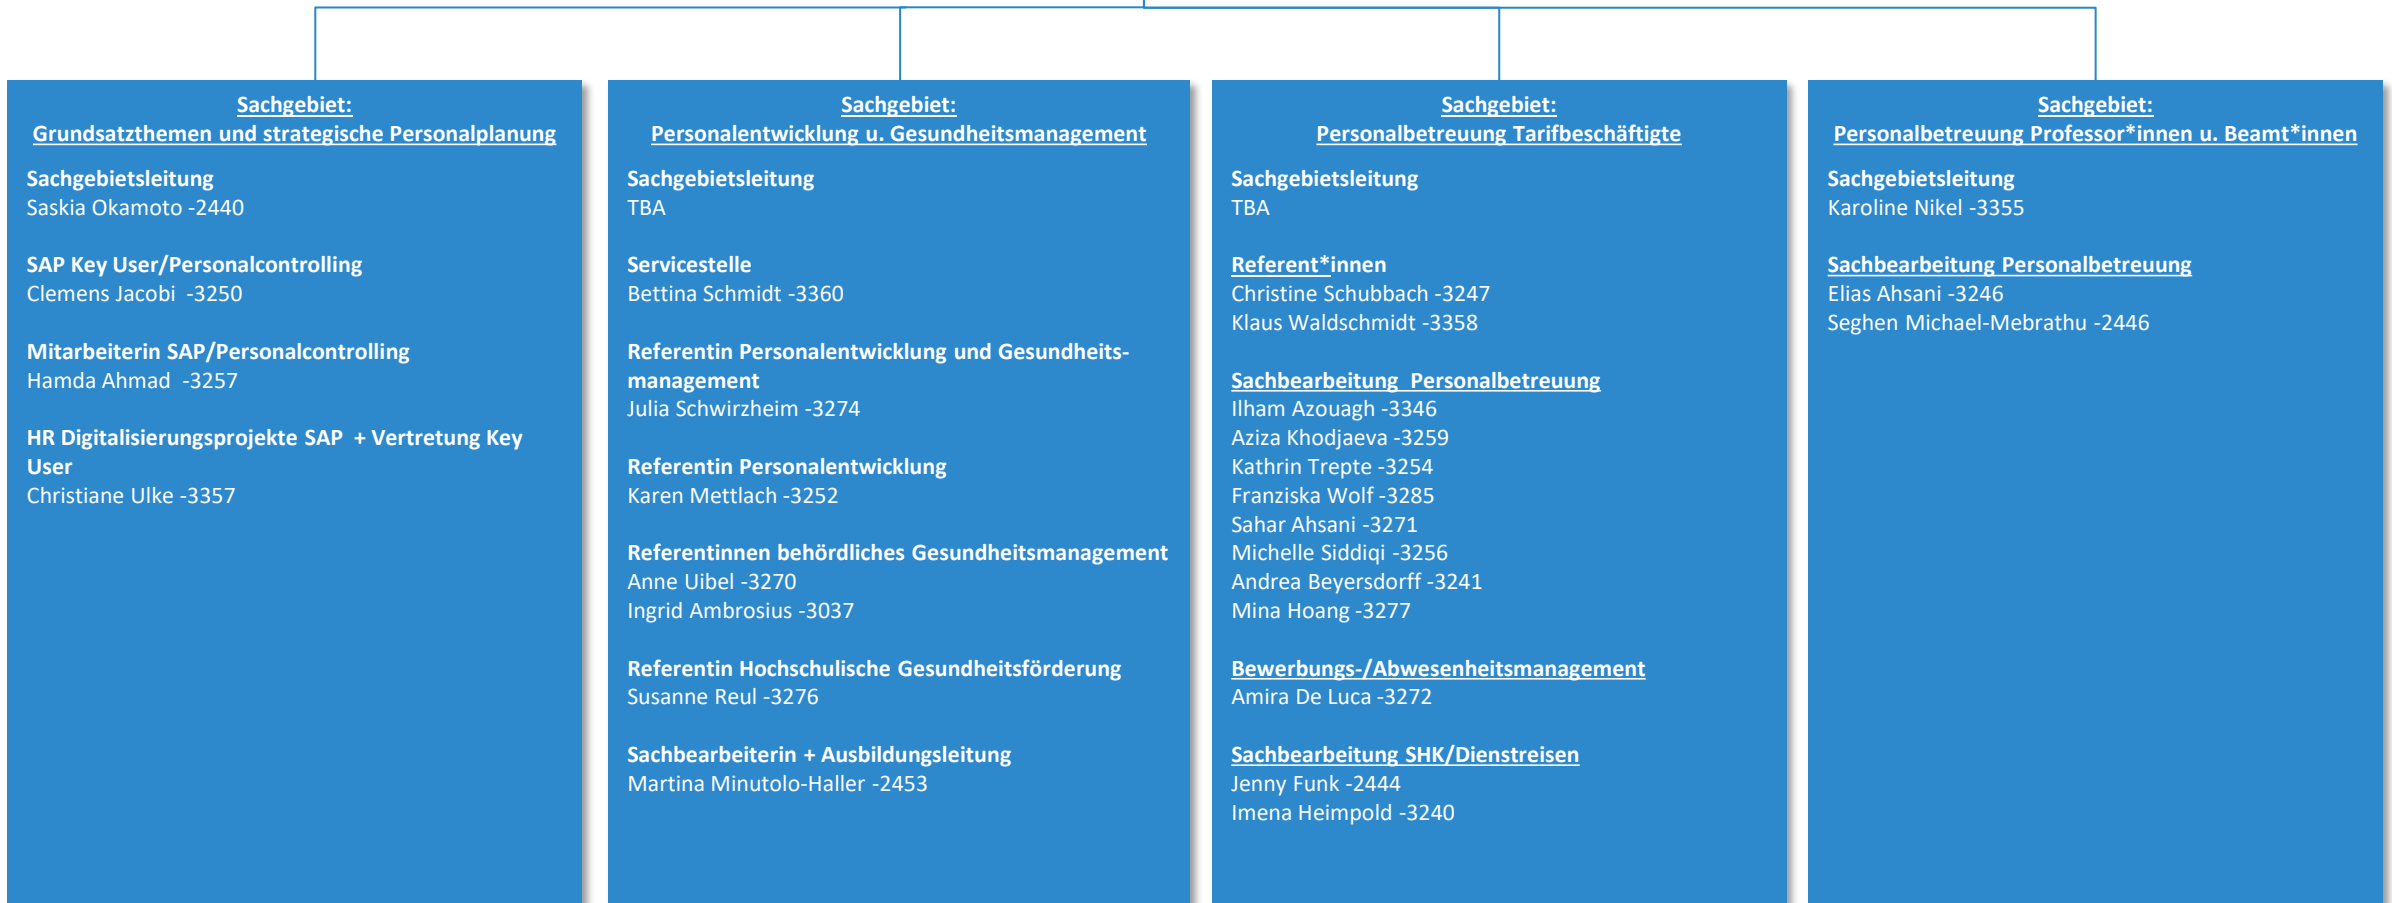 Sachgebiet:
Grundsatzthemen und strategische Personalplanung
Sachgebietsleitung
Saskia Okamoto -2440
SAP Key User/Personalcontrolling
Clemens Jacobi  -3250
Mitarbeiterin SAP/Personalcontrolling
Hamda Ahmad  -3257
HR Digitalisierungsprojekte SAP  + Vertretung Key
User
Christiane Ulke -3357
Sachgebiet:
Personalentwicklung u. Gesundheitsmanagement
Sachgebietsleitung
TBA
Servicestelle
Bettina Schmidt -3360
Referentin Personalentwicklung und Gesundheits-
management
Julia Schwirzheim -3274
Referentin Personalentwicklung
Karen Mettlach -3252
Referentinnen behördliches Gesundheitsmanagement
Anne Uibel -3270
Ingrid Ambrosius -3037
Referentin Hochschulische Gesundheitsförderung
Susanne Reul -3276
Sachbearbeiterin + Ausbildungsleitung
Martina Minutolo-Haller -2453
Sachgebiet:
Personalbetreuung Tarifbeschäftigte
Sachgebietsleitung
TBA
Referent*innen
Christine Schubbach -3247
Klaus Waldschmidt -3358
Sachbearbeitung  Personalbetreuung
Ilham Azouagh -3346
Aziza Khodjaeva -3259
Kathrin Trepte -3254
Franziska Wolf -3285
Sahar Ahsani -3271
Michelle Siddiqi -3256
Andrea Beyersdorff -3241
Mina Hoang -3277
Bewerbungs-/Abwesenheitsmanagement
Amira De Luca -3272
Sachbearbeitung SHK/Dienstreisen
Jenny Funk -2444
Imena Heimpold -3240
Sachgebiet:
Personalbetreuung Professor*innen u. Beamt*innen
Sachgebietsleitung
Karoline Nikel -3355
Sachbearbeitung Personalbetreuung
Elias Ahsani -3246
Seghen Michael-Mebrathu -2446